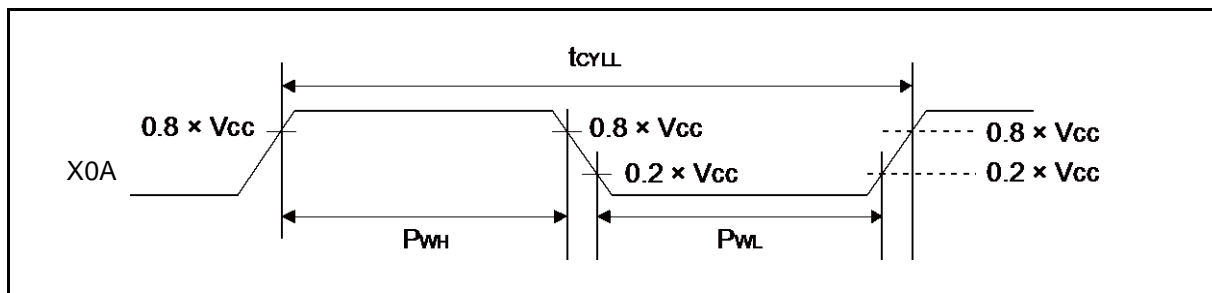 tCYLL
0.8 × Vcc
0.8 × Vcc
0.8 × Vcc
X0A
0.2 × Vcc
0.2 × Vcc
PWH
PWL